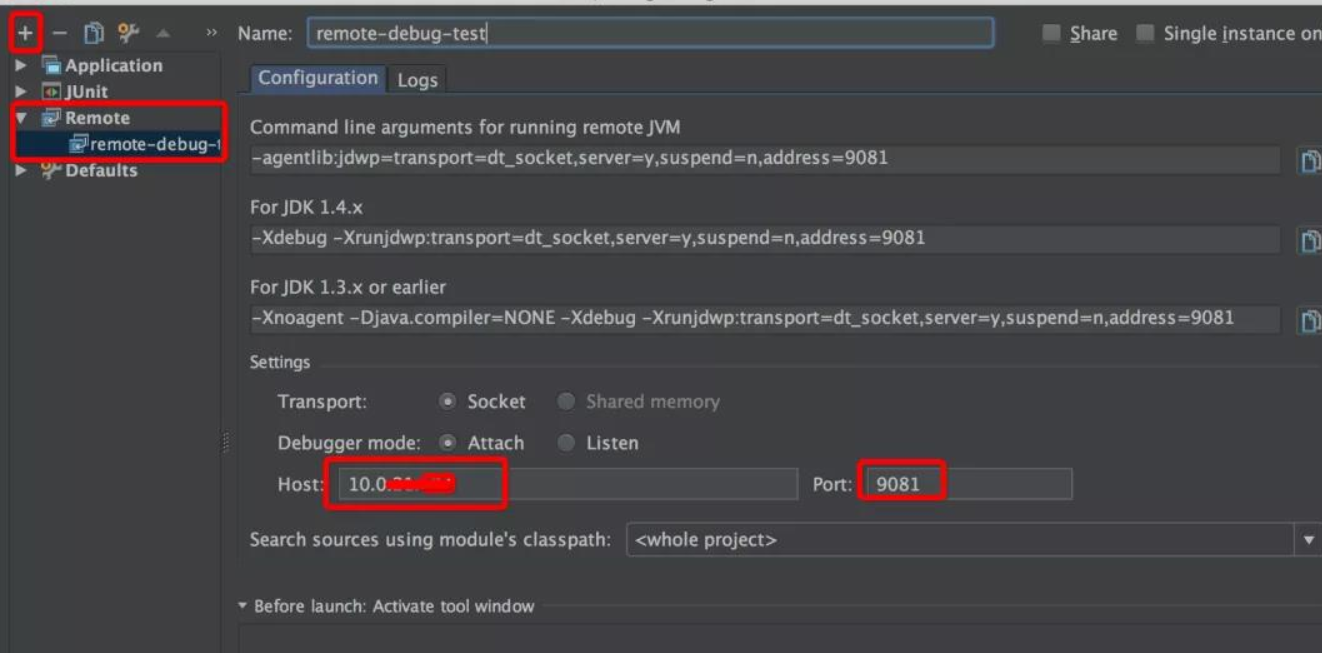 Name: remote-debug-test
Share Single instance on
Application
JUnit
Remote
remote-debug-t
Defaults
Configuration Logs
Command line arguments for running remote JVM
-agentlib:jdwp=transport=dt_socket,server=y,suspend=n,address=9081
For JDK 1.4.x
-Xdebug -Xrunjdwp:transport=dt_socket,server=y,suspend=n,address=9081
For JDK 1.3.x or earlier
-Xnoagent -Djava.compiler=NONE -Xdebug -Xrunjdwp:transport=dt_socket,server=y,suspend=n,address=9081
Settings
Transport: Socket Shared memory
Debugger mode: Attach Listen
Host: 10.0. Port: 9081
Search sources using module's classpath: <whole project>
Before launch: Activate tool window